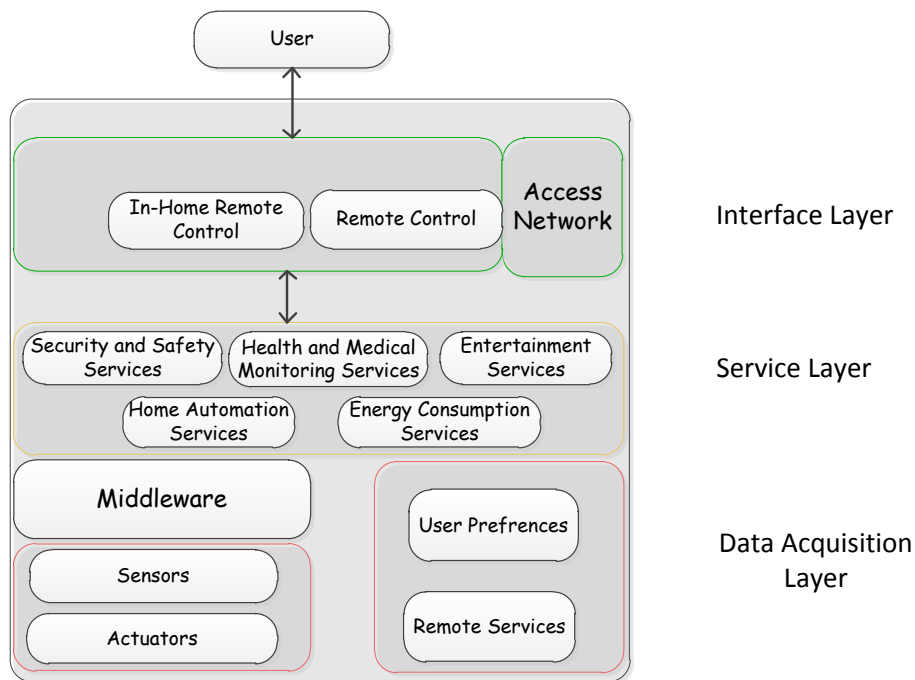 User
In-Home Remote
Control
Remote Control
Access
Network
Interface Layer
Security and Safety
Services
Health and Medical
Monitoring Services
Entertainment
Services
Home Automation
Services
Energy Consumption
Services
Service Layer
Middleware
Sensors
Actuators
User Prefrences
Remote Services
Data Acquisition
Layer